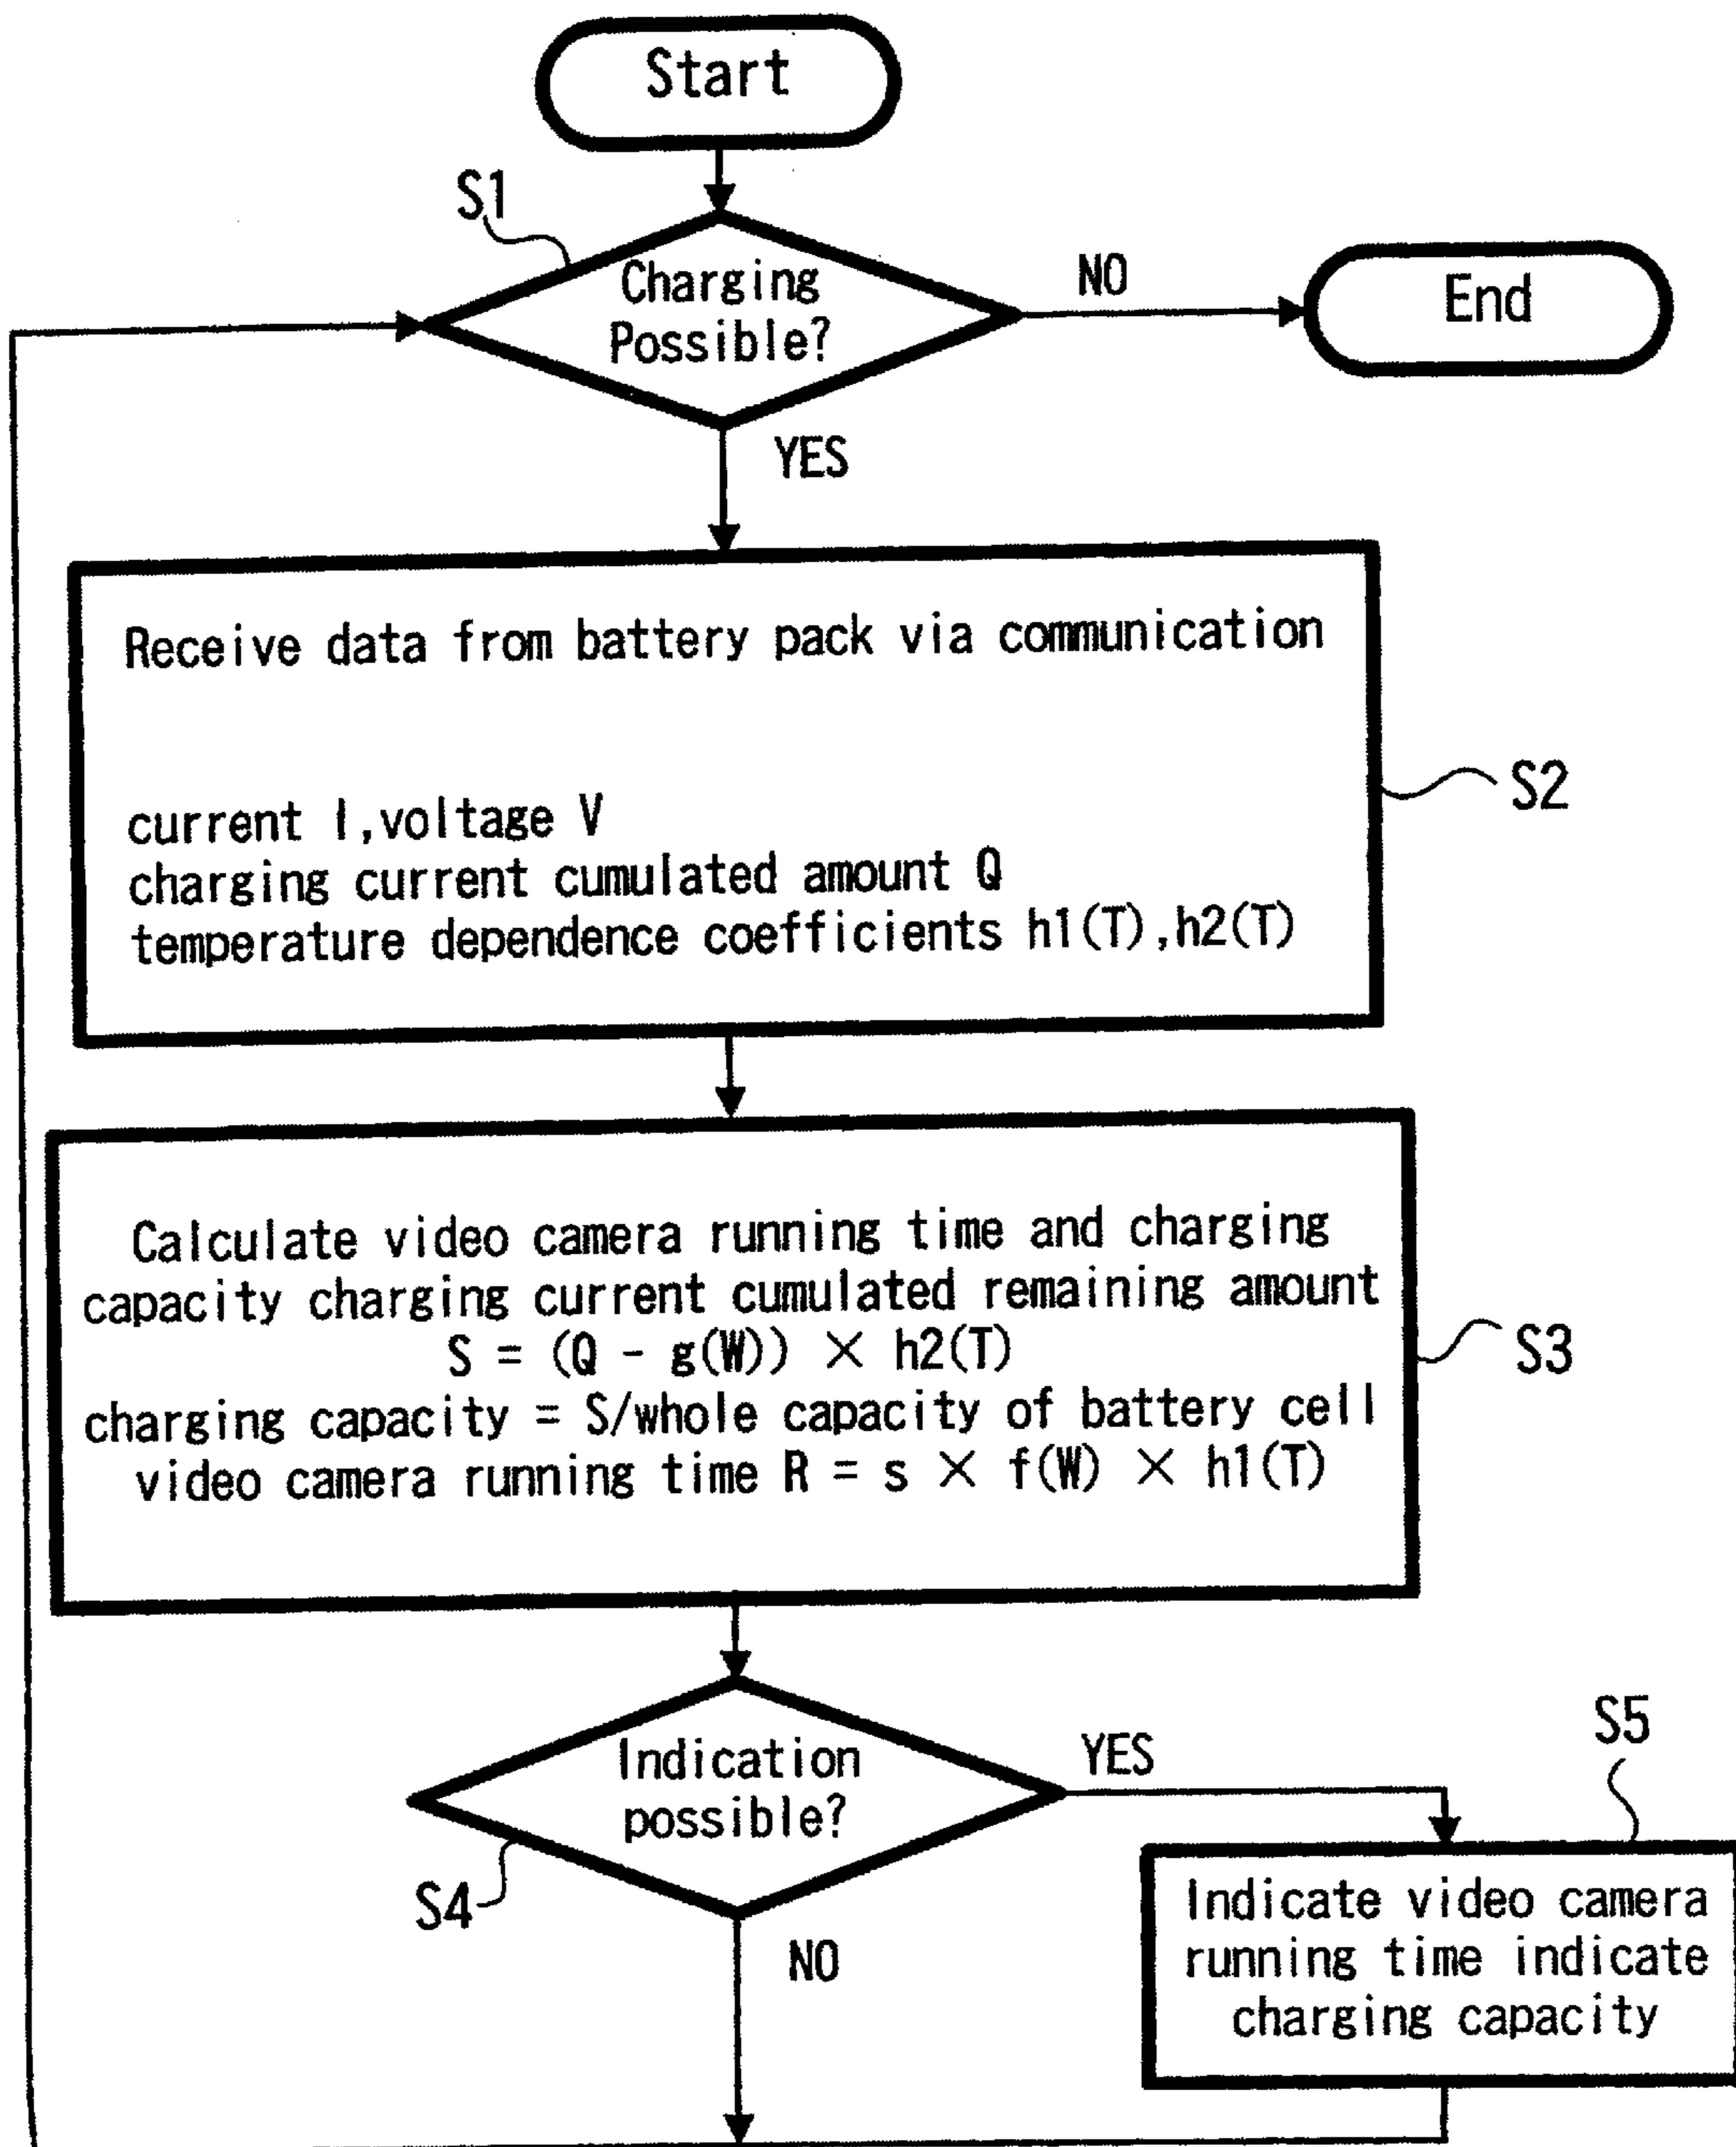 Start
S1
Charging
Possible?
NO
End
YES
Receive data from battery pack via communication
current I,voltage V
charging current cumulated amount Q
temperature dependence coefficients h1(T),h2(T)
S2
Calculate video camera running time and charging
capacity charging current cumulated remaining amount
S = (Q - g(W)) × h2(T)
charging capacity = S/whole capacity of battery cell
video camera running time R = s × f(W) × h1(T)
S3
Indication
possible?
YES
S5
S4
NO
Indicate video camera
running time indicate
charging capacity